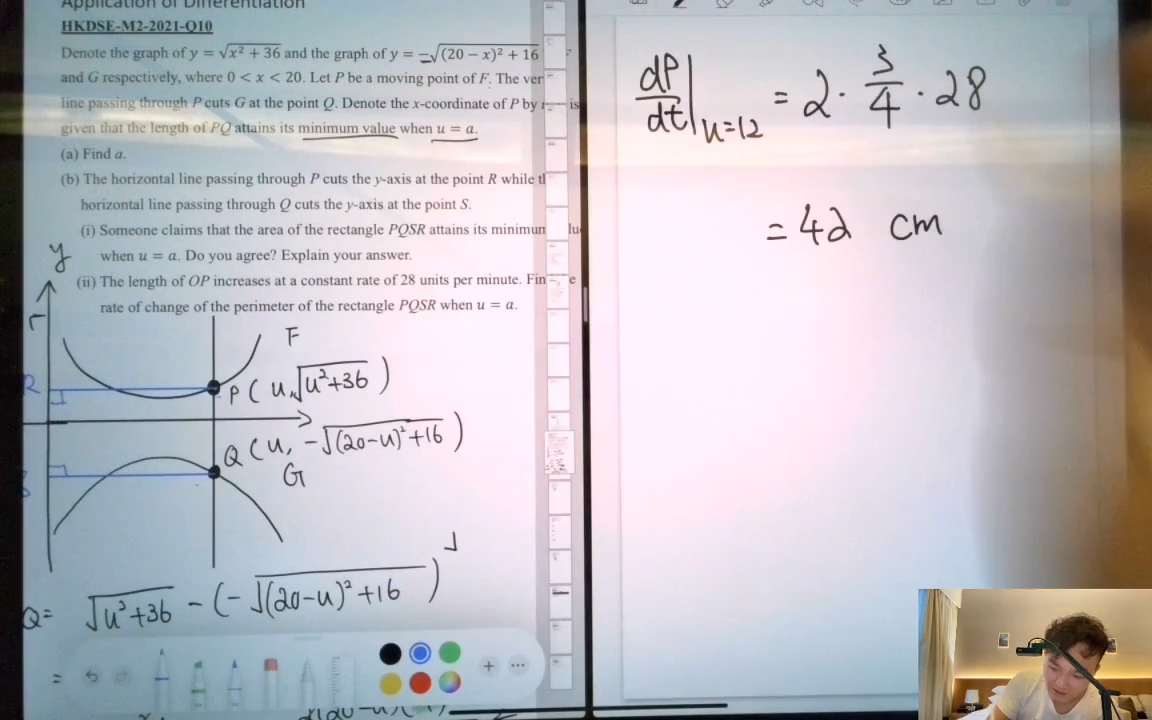 Application of Differentiation
HKDSE-M2-2021-Q10
Denote the graph of y = √(x² + 36) and the graph of y = −√((20 − x)² + 16)
and G respectively, where 0 < x < 20. Let P be a moving point of F. The ver
line passing through P cuts G at the point Q. Denote the x-coordinate of P by is
given that the length of PQ attains its minimum value when u = a.
(a) Find a.
(b) The horizontal line passing through P cuts the y-axis at the point R while t
horizontal line passing through Q cuts the y-axis at the point S.
(i) Someone claims that the area of the rectangle PQSR attains its minimum lu
when u = a. Do you agree? Explain your answer.
(ii) The length of OP increases at a constant rate of 28 units per minute. Fin e
rate of change of the perimeter of the rectangle PQSR when u = a.
y
F
R
P ( u, √(u²+36) )
Q ( u, −√((20−u)²+16) )
G
Q= √(u²+36) − (−√((20−u)²+16) )
=
dP/dt |u=12 = 2 · 3/4 · 28
= 42 cm